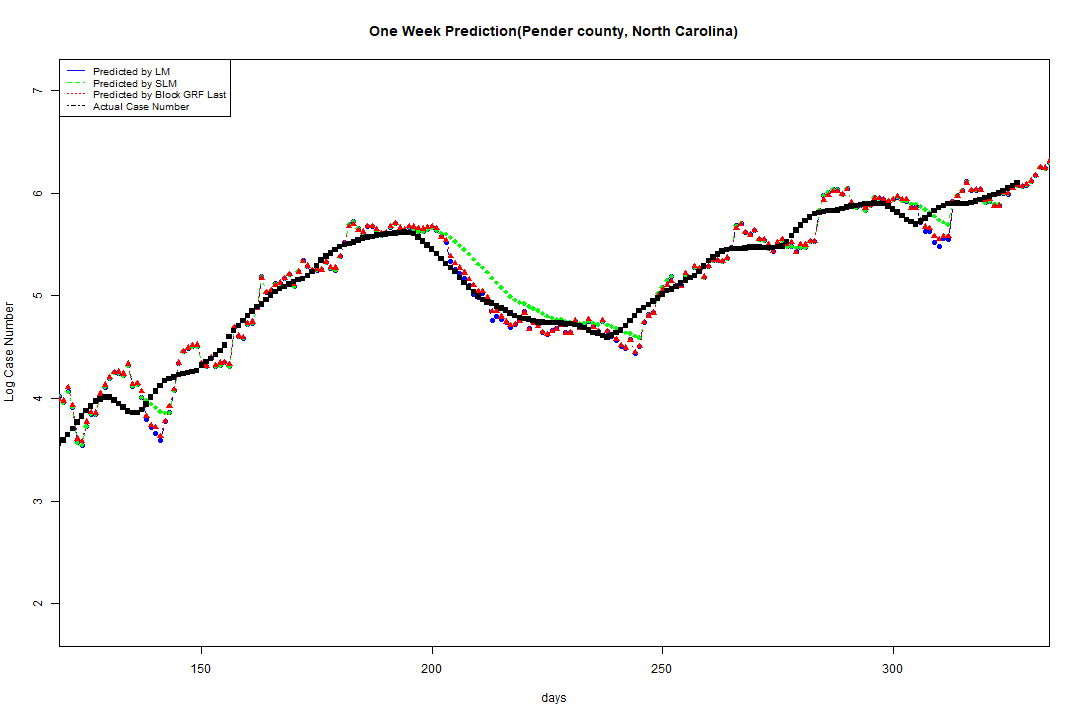 One Week Prediction(Pender county, North Carolina)
Predicted by LM
Predicted by SLM
Predicted by Block GRF Last
Actual Case Number
7
6
5
4
3
2
Log Case Number
150
200
250
300
days